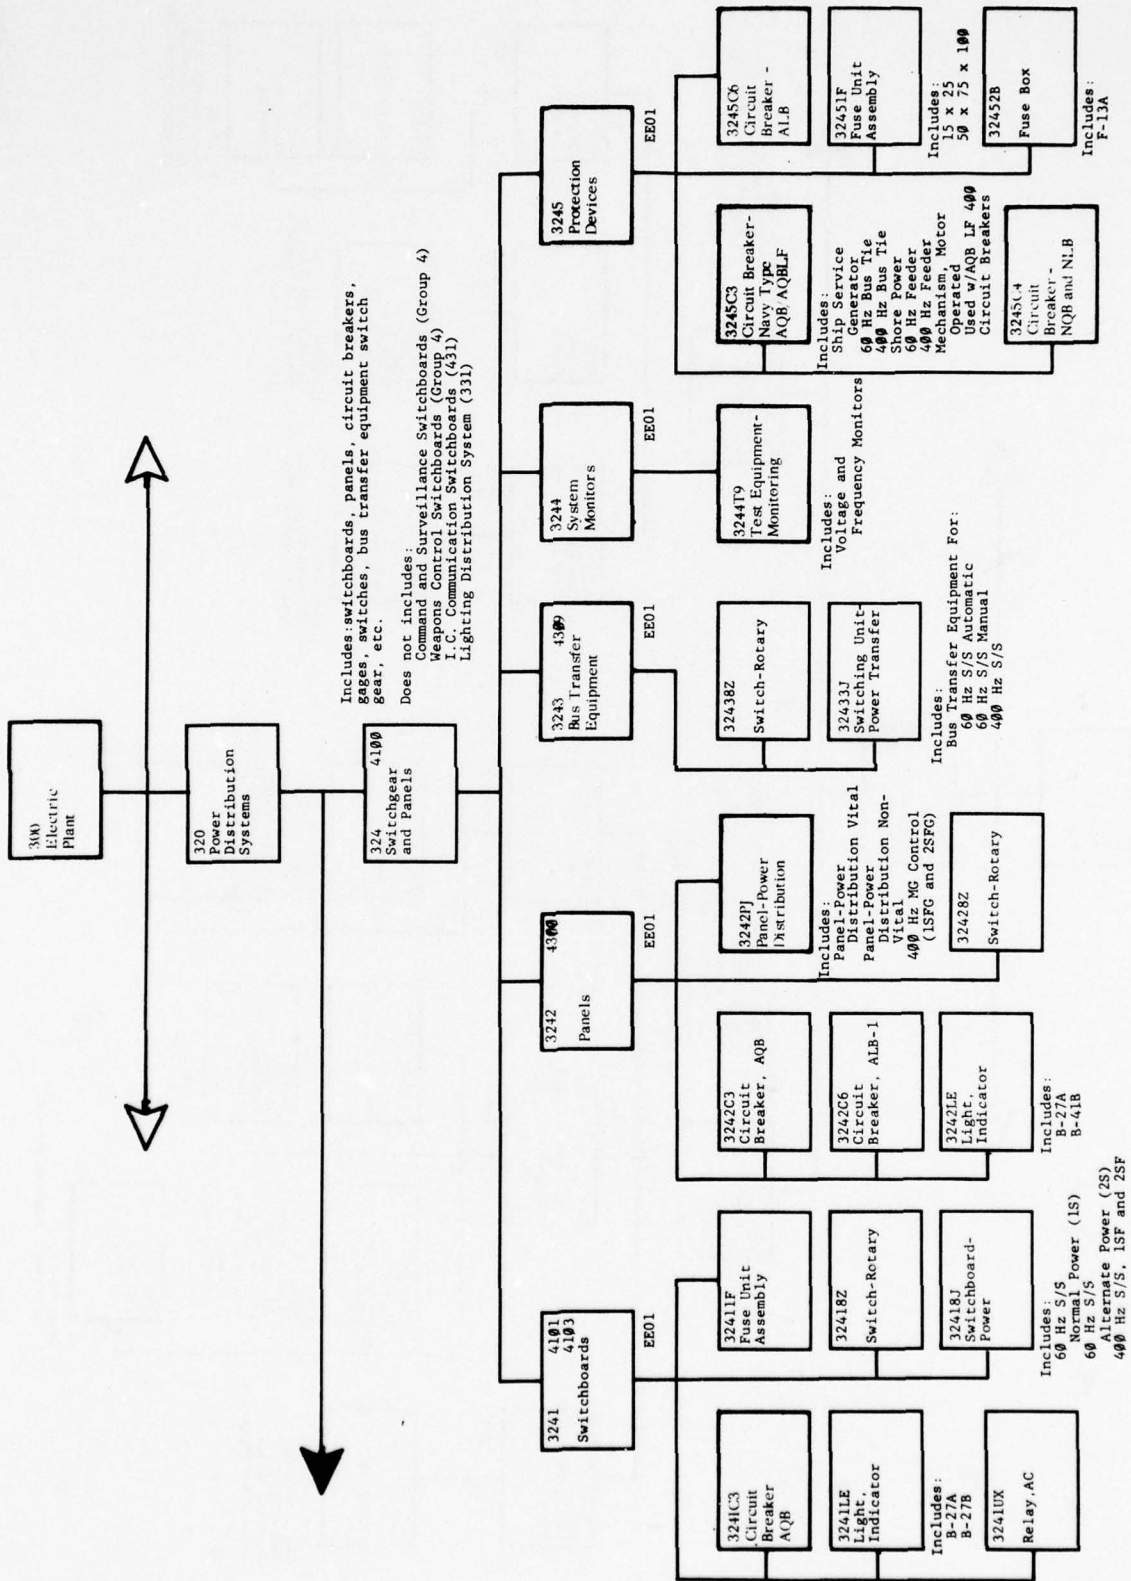 300
Electric
Plant
320
Power
Distribution
Systems
324 4100
Switchgear
and Panels
Includes:switchboards, panels, circuit breakers,
gages, switches, bus transfer equipment switch
gear, etc.
Does not includes:
Command and Surveillance Switchboards (Group 4)
Weapons Control Switchboards (Group 4)
I.C. Communication Switchboards (431)
Lighting Distribution System (331)
3241 4101
4103
Switchboards
EE01
3241C3
Circuit
Breaker
AQB
3241LE
Light,
Indicator
Includes:
B-27A
B-27B
3241UX
Relay,AC
32411F
Fuse Unit
Assembly
32418Z
Switch-Rotary
32418J
Switchboard-
Power
Includes:
60 Hz S/S
Normal Power (1S)
60 Hz S/S
Alternate Power (2S)
400 Hz S/S, 1SF and 2SF
3242
Panels
EE01
3242C3
Circuit
Breaker, AQB
3242C6
Circuit
Breaker, ALB-1
3242LE
Light,
Indicator
Includes:
B-27A
B-41B
3242PJ
Panel-Power
Distribution
Includes:
Panel-Power
Distribution Vital
Panel-Power
Distribution Non-
Vital
400 Hz MG Control
(1SFG and 2SFG)
32428Z
Switch-Rotary
3243 4309
Bus Transfer
Equipment
EE01
32438Z
Switch-Rotary
32433J
Switching Unit-
Power Transfer
Includes:
Bus Transfer Equipment For:
60 Hz S/S Automatic
60 Hz S/S Manual
400 Hz S/S
3244
System
Monitors
EE01
3244T9
Test Equipment-
Monitoring
Includes:
Voltage and
Frequency Monitors
3245
Protection
Devices
EE01
3245C3
Circuit Breaker-
Navy Type
AQB/AQBLF
Includes:
Ship Service
Generator
60 Hz Bus Tie
400 Hz Bus Tie
Shore Power
60 Hz Feeder
400 Hz Feeder
Mechanism, Motor
Operated
Used w/AQB LF 400
Circuit Breakers
3245C4
Circuit
Breaker-
NQB and NLB
3245C6
Circuit
Breaker -
ALB
32451F
Fuse Unit
Assembly
Includes:
15 x 25
50 x 75 x 100
32452B
Fuse Box
Includes:
F-13A